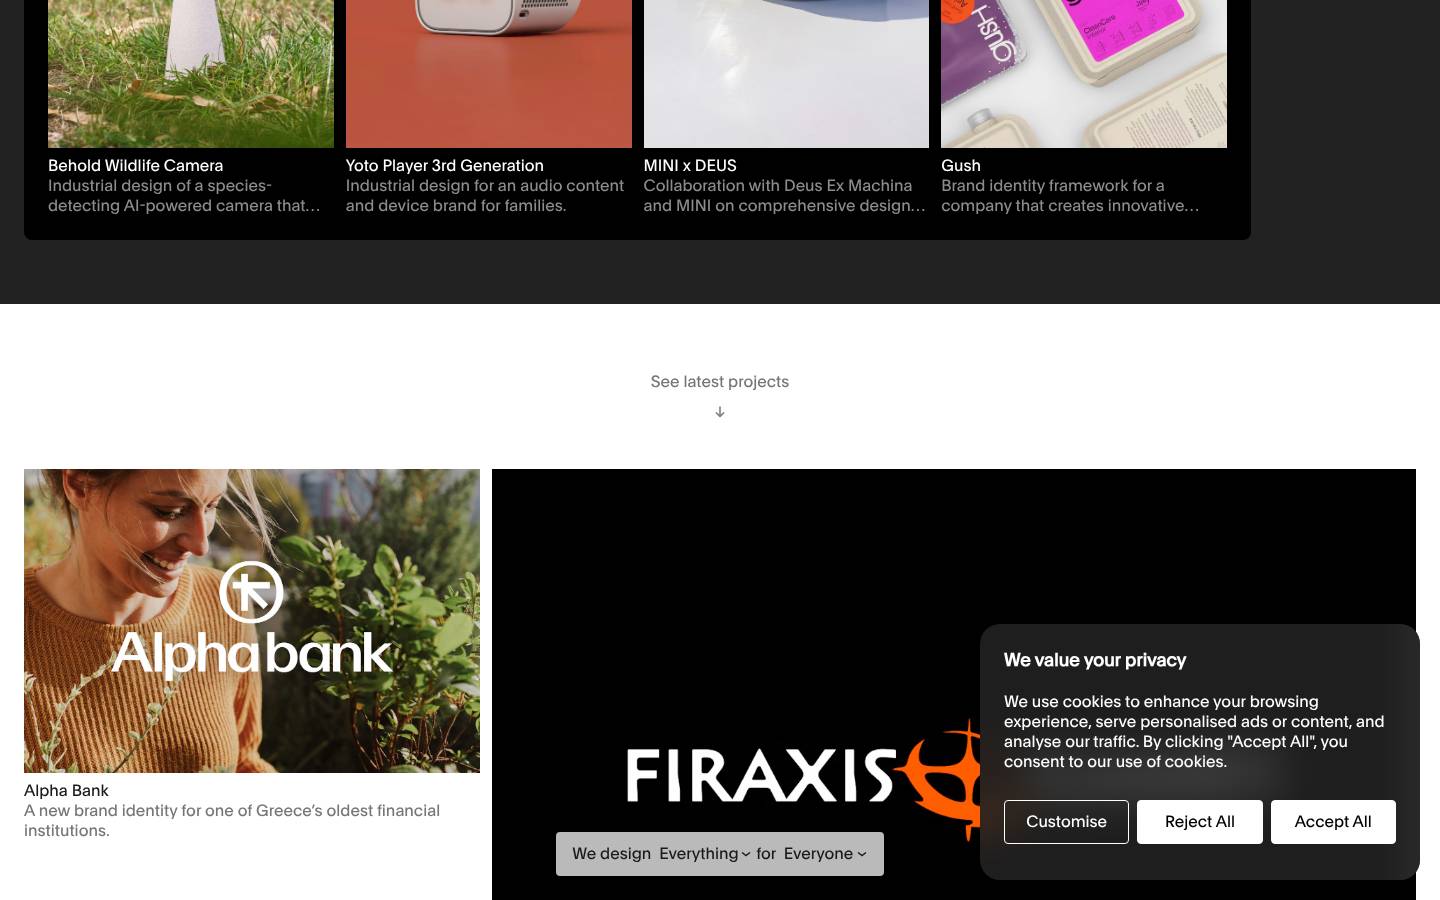 GUSH
CleanCare
Behold Wildlife Camera
Industrial design of a species-
detecting AI-powered camera that…
Yoto Player 3rd Generation
Industrial design for an audio content
and device brand for families.
MINI x DEUS
Collaboration with Deus Ex Machina
and MINI on comprehensive design…
Gush
Brand identity framework for a
company that creates innovative…
See latest projects
Alpha bank
Alpha Bank
A new brand identity for one of Greece’s oldest financial
institutions.
FIRAXIS
We design Everything for Everyone
We value your privacy
We use cookies to enhance your browsing
experience, serve personalised ads or content, and
analyse our traffic. By clicking "Accept All", you
consent to our use of cookies.
Customise
Reject All
Accept All